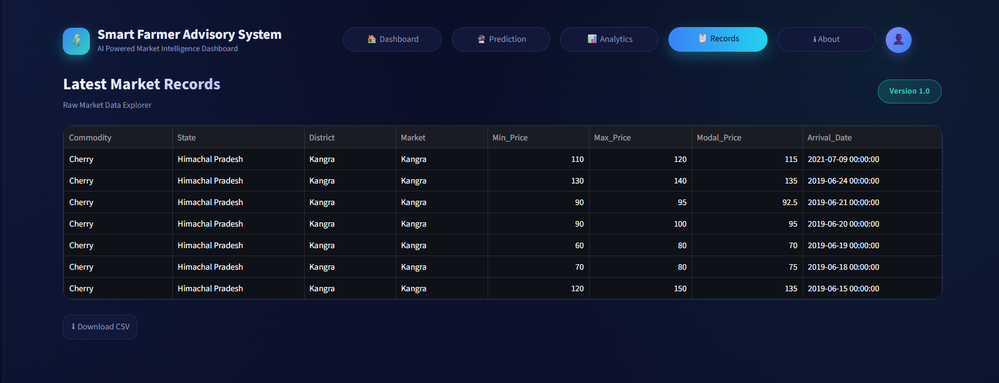 Smart Farmer Advisory System
AI Powered Market Intelligence Dashboard
Dashboard
Prediction
Analytics
Records
ℹ About
Latest Market Records
Version 1.0
Raw Market Data Explorer
Commodity State District Market Min_Price Max_Price Modal_Price Arrival_Date
Cherry Himachal Pradesh Kangra Kangra 110 120 115 2021-07-09 00:00:00
Cherry Himachal Pradesh Kangra Kangra 130 140 135 2019-06-24 00:00:00
Cherry Himachal Pradesh Kangra Kangra 90 95 92.5 2019-06-21 00:00:00
Cherry Himachal Pradesh Kangra Kangra 90 100 95 2019-06-20 00:00:00
Cherry Himachal Pradesh Kangra Kangra 60 80 70 2019-06-19 00:00:00
Cherry Himachal Pradesh Kangra Kangra 70 80 75 2019-06-18 00:00:00
Cherry Himachal Pradesh Kangra Kangra 120 150 135 2019-06-15 00:00:00
⬇ Download CSV